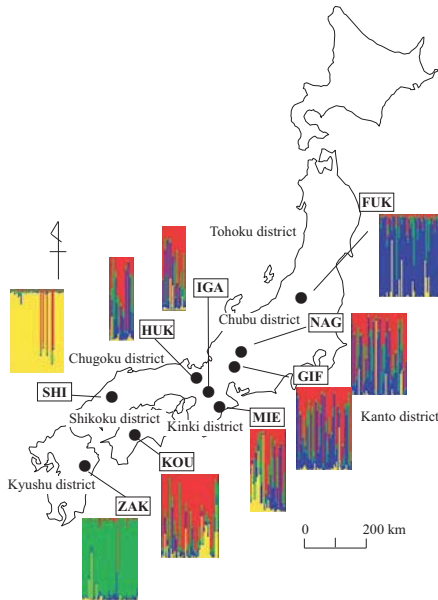 FUK
Tohoku district
IGA
Chubu district
NAG
HUK
Chugoku district
GIF
SHI
MIE
Kanto district
Shikoku district
Kinki district
KOU
Kyushu district
ZAK
0 200 km